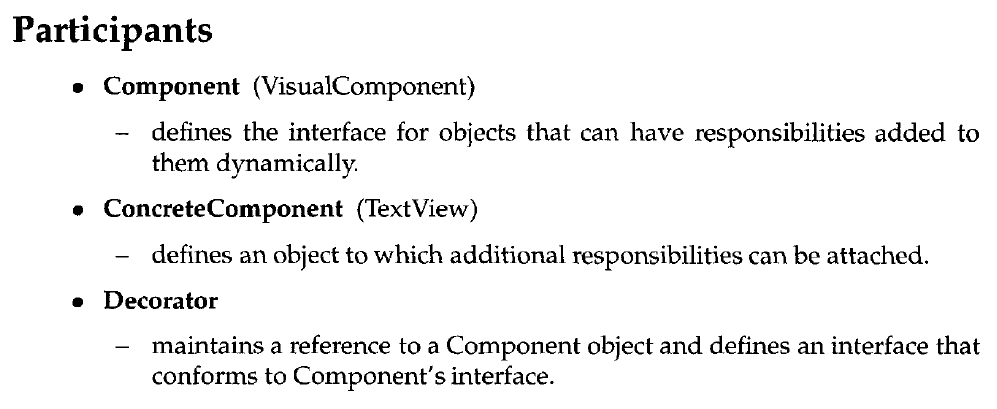 Participants
• Component (VisualComponent)
– defines the interface for objects that can have responsibilities added to
them dynamically.
• ConcreteComponent (TextView)
– defines an object to which additional responsibilities can be attached.
• Decorator
– maintains a reference to a Component object and defines an interface that
conforms to Component's interface.